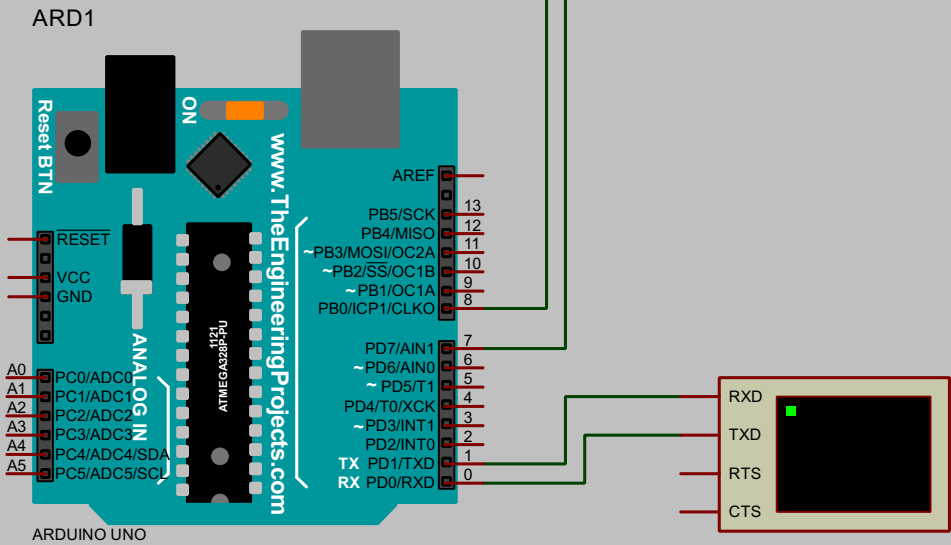 ARD1
Reset BTN
ON
www.TheEngineeringProjects.com
RESET
VCC
GND
ANALOG IN
1121
ATMEGA328P-PU
A0 PC0/ADC0
A1 PC1/ADC1
A2 PC2/ADC2
A3 PC3/ADC3
A4 PC4/ADC4/SDA
A5 PC5/ADC5/SCL
AREF
PB5/SCK 13
PB4/MISO 12
~PB3/MOSI/OC2A 11
~PB2/SS/OC1B 10
~PB1/OC1A 9
PB0/ICP1/CLKO 8
PD7/AIN1 7
~PD6/AIN0 6
~PD5/T1 5
PD4/T0/XCK 4
~PD3/INT1 3
PD2/INT0 2
TX PD1/TXD 1
RX PD0/RXD 0
ARDUINO UNO
RXD
TXD
RTS
CTS